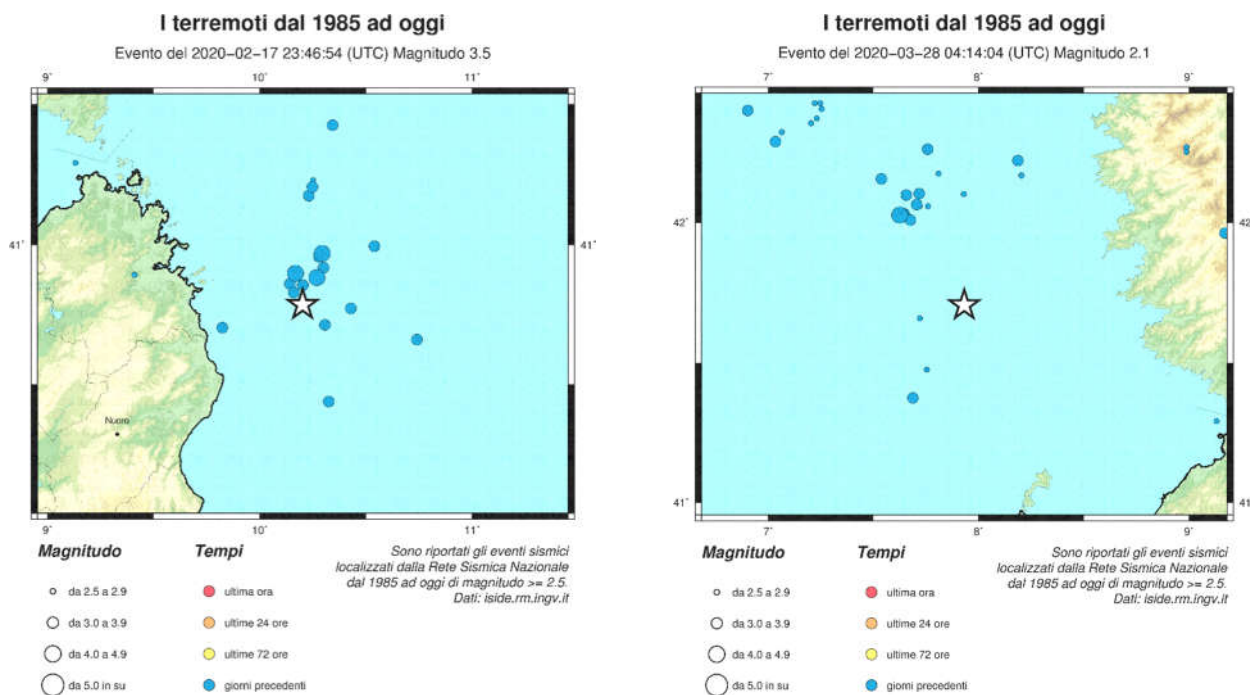 I terremoti dal 1985 ad oggi
Evento del 2020-02-17 23:46:54 (UTC) Magnitudo 3.5
9° 10° 11°
41° 41°
Nuoro
9° 10° 11°
Magnitudo
da 2.5 a 2.9
da 3.0 a 3.9
da 4.0 a 4.9
da 5.0 in su
Tempi
ultima ora
ultime 24 ore
ultime 72 ore
giorni precedenti
Sono riportati gli eventi sismici
localizzati dalla Rete Sismica Nazionale
dal 1985 ad oggi di magnitudo >= 2.5.
Dati: iside.rm.ingv.it
I terremoti dal 1985 ad oggi
Evento del 2020-03-28 04:14:04 (UTC) Magnitudo 2.1
7° 8° 9°
42° 42°
41° 41°
7° 8° 9°
Magnitudo
da 2.5 a 2.9
da 3.0 a 3.9
da 4.0 a 4.9
da 5.0 in su
Tempi
ultima ora
ultime 24 ore
ultime 72 ore
giorni precedenti
Sono riportati gli eventi sismici
localizzati dalla Rete Sismica Nazionale
dal 1985 ad oggi di magnitudo >= 2.5.
Dati: iside.rm.ingv.it